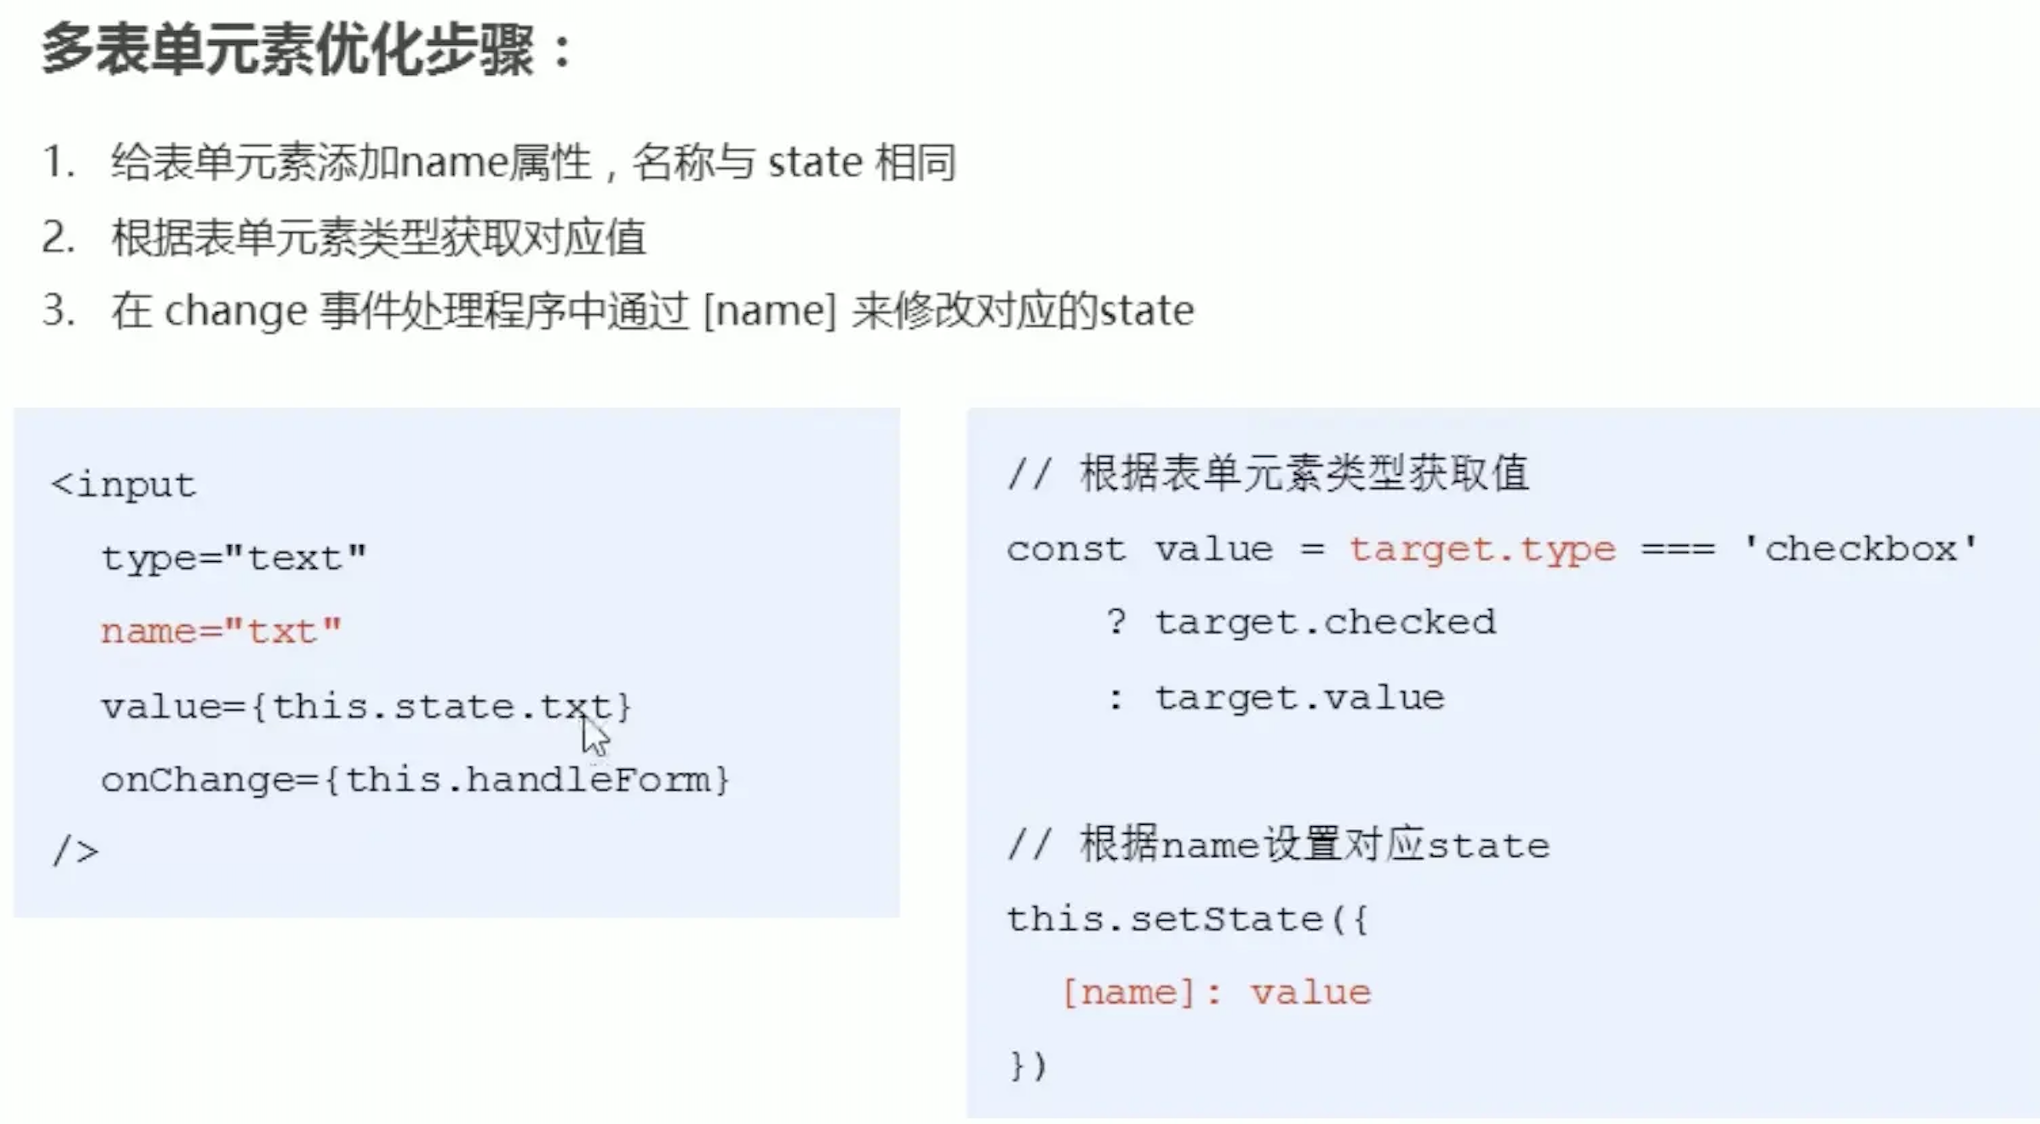 多表单元素优化步骤：
1. 给表单元素添加name属性，名称与 state 相同
2. 根据表单元素类型获取对应值
3. 在 change 事件处理程序中通过 [name] 来修改对应的state
<input
type="text"
name="txt"
value={this.state.txt}
onChange={this.handleForm}
/>
// 根据表单元素类型获取值
const value = target.type === 'checkbox'
? target.checked
: target.value
// 根据name设置对应state
this.setState({
[name]: value
})